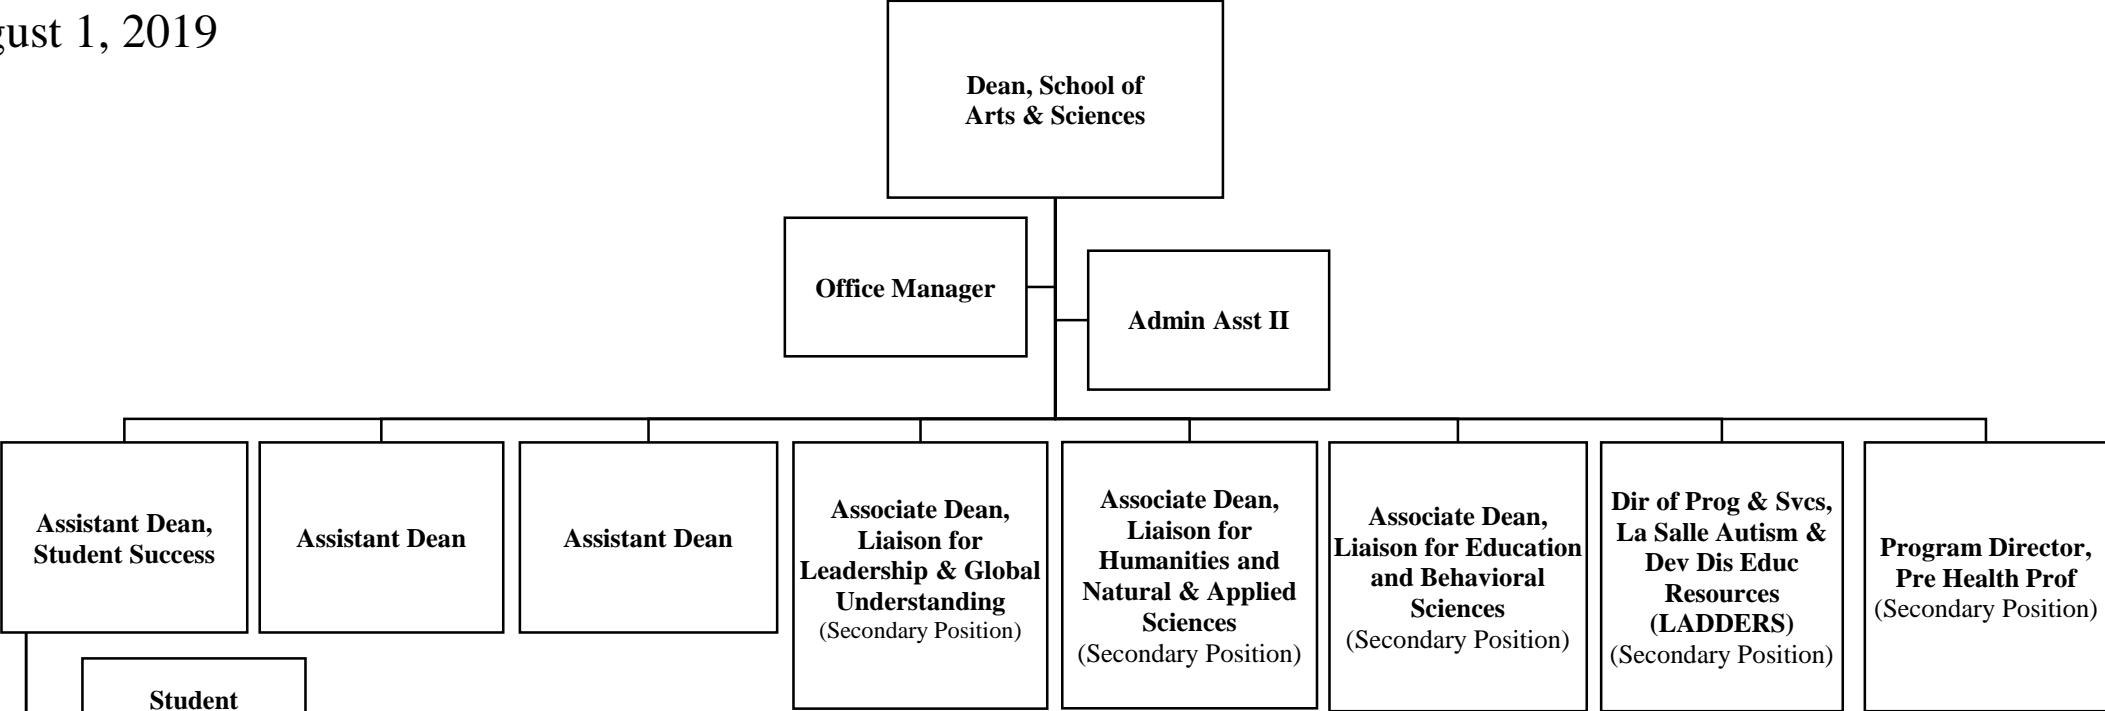 gust 1, 2019
Dean, School of
Arts & Sciences
Office Manager
Admin Asst II
Assistant Dean,
Student Success
Assistant Dean
Assistant Dean
Associate Dean,
Liaison for
Leadership & Global
Understanding
(Secondary Position)
Associate Dean,
Liaison for
Humanities and
Natural & Applied
Sciences
(Secondary Position)
Associate Dean,
Liaison for Education
and Behavioral
Sciences
(Secondary Position)
Dir of Prog & Svcs,
La Salle Autism &
Dev Dis Educ
Resources
(LADDERS)
(Secondary Position)
Program Director,
Pre Health Prof
(Secondary Position)
Student